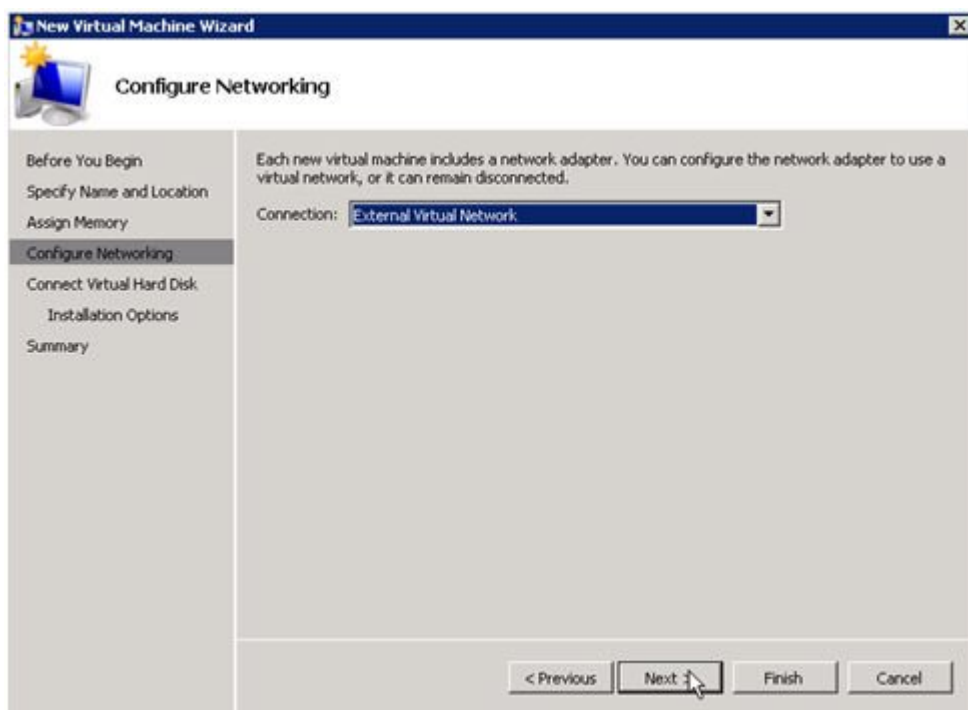 New Virtual Machine Wizard
Configure Networking
Before You Begin
Specify Name and Location
Assign Memory
Configure Networking
Connect Virtual Hard Disk
Installation Options
Summary
Each new virtual machine includes a network adapter. You can configure the network adapter to use a
virtual network, or it can remain disconnected.
Connection: External Virtual Network
< Previous Next > Finish Cancel